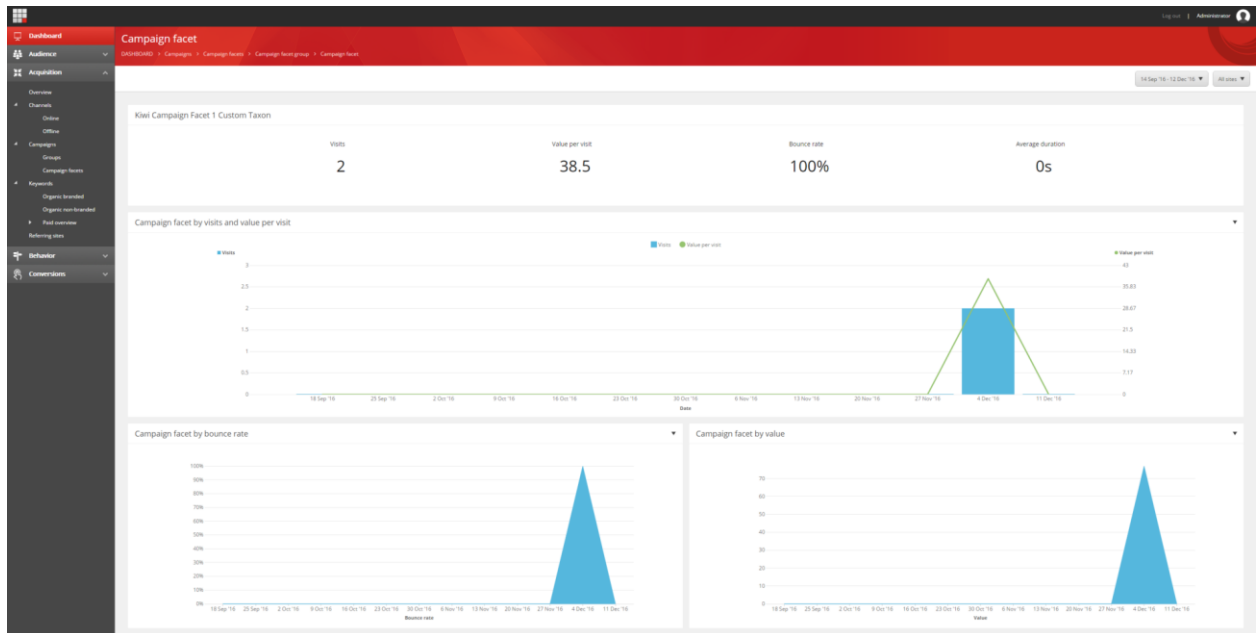 Log out | Administrator
Dashboard
Audience
Acquisition
Overview
Channels
Online
Offline
Campaigns
Groups
Campaign facets
Keywords
Organic branded
Organic non-branded
Paid overview
Referring sites
Behavior
Conversions
Campaign facet
DASHBOARD > Campaigns > Campaign facets > Campaign facet group > Campaign facet
14 Sep '16 - 12 Dec '16 ▼ All sites ▼
Kiwi Campaign Facet 1 Custom Taxon
Visits Value per visit Bounce rate Average duration
2 38.5 100% 0s
Campaign facet by visits and value per visit
Visits Value per visit
Visits Value per visit
3 43
2.5 35.83
2 28.67
1.5 21.5
1 14.33
0.5 7.17
0 0
18 Sep '16 25 Sep '16 2 Oct '16 9 Oct '16 16 Oct '16 23 Oct '16 30 Oct '16 6 Nov '16 13 Nov '16 20 Nov '16 27 Nov '16 4 Dec '16 11 Dec '16
Date
Campaign facet by bounce rate
100%
90%
80%
70%
60%
50%
40%
30%
20%
10%
0%
18 Sep '16 25 Sep '16 2 Oct '16 9 Oct '16 16 Oct '16 23 Oct '16 30 Oct '16 6 Nov '16 13 Nov '16 20 Nov '16 27 Nov '16 4 Dec '16 11 Dec '16
Bounce rate
Campaign facet by value
70
60
50
40
30
20
10
0
18 Sep '16 25 Sep '16 2 Oct '16 9 Oct '16 16 Oct '16 23 Oct '16 30 Oct '16 6 Nov '16 13 Nov '16 20 Nov '16 27 Nov '16 4 Dec '16 11 Dec '16
Value